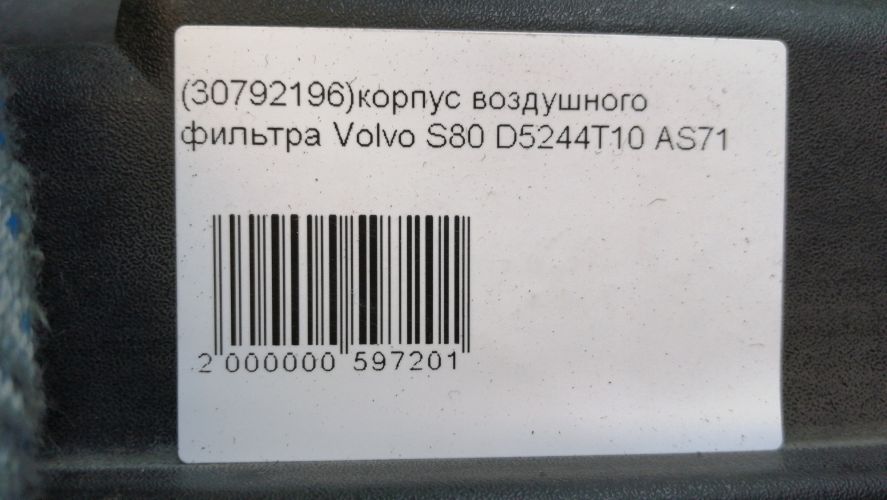 (30792196)корпус воздушного
фильтра Volvo S80 D5244T10 AS71
2 000000 597201